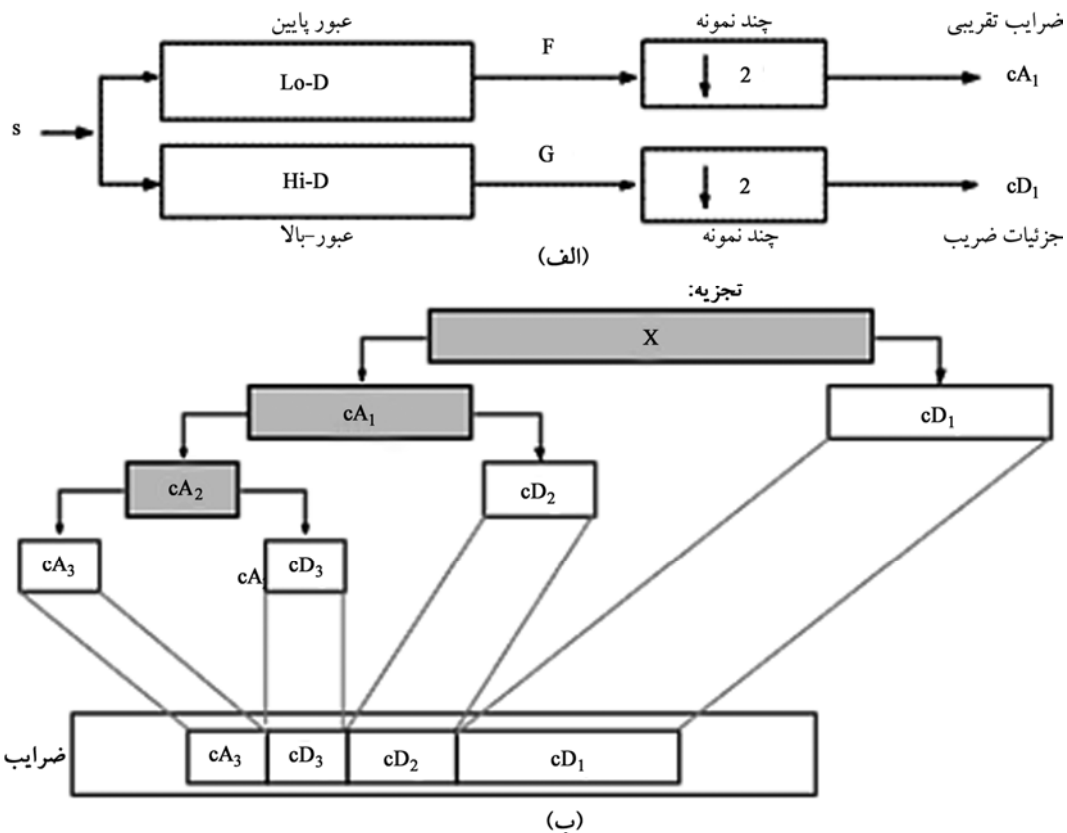 عبور پایین
چند نمونه
ضرایب تقریبی
s
Lo-D
F
2
cA₁
Hi-D
G
2
cD₁
عبور-بالا
چند نمونه
جزئیات ضریب
(الف)
تجزیه:
X
cA₁
cD₁
cA₂
cD₂
cA₃
cA
cD₃
ضرایب
cA₃
cD₃
cD₂
cD₁
(ب)